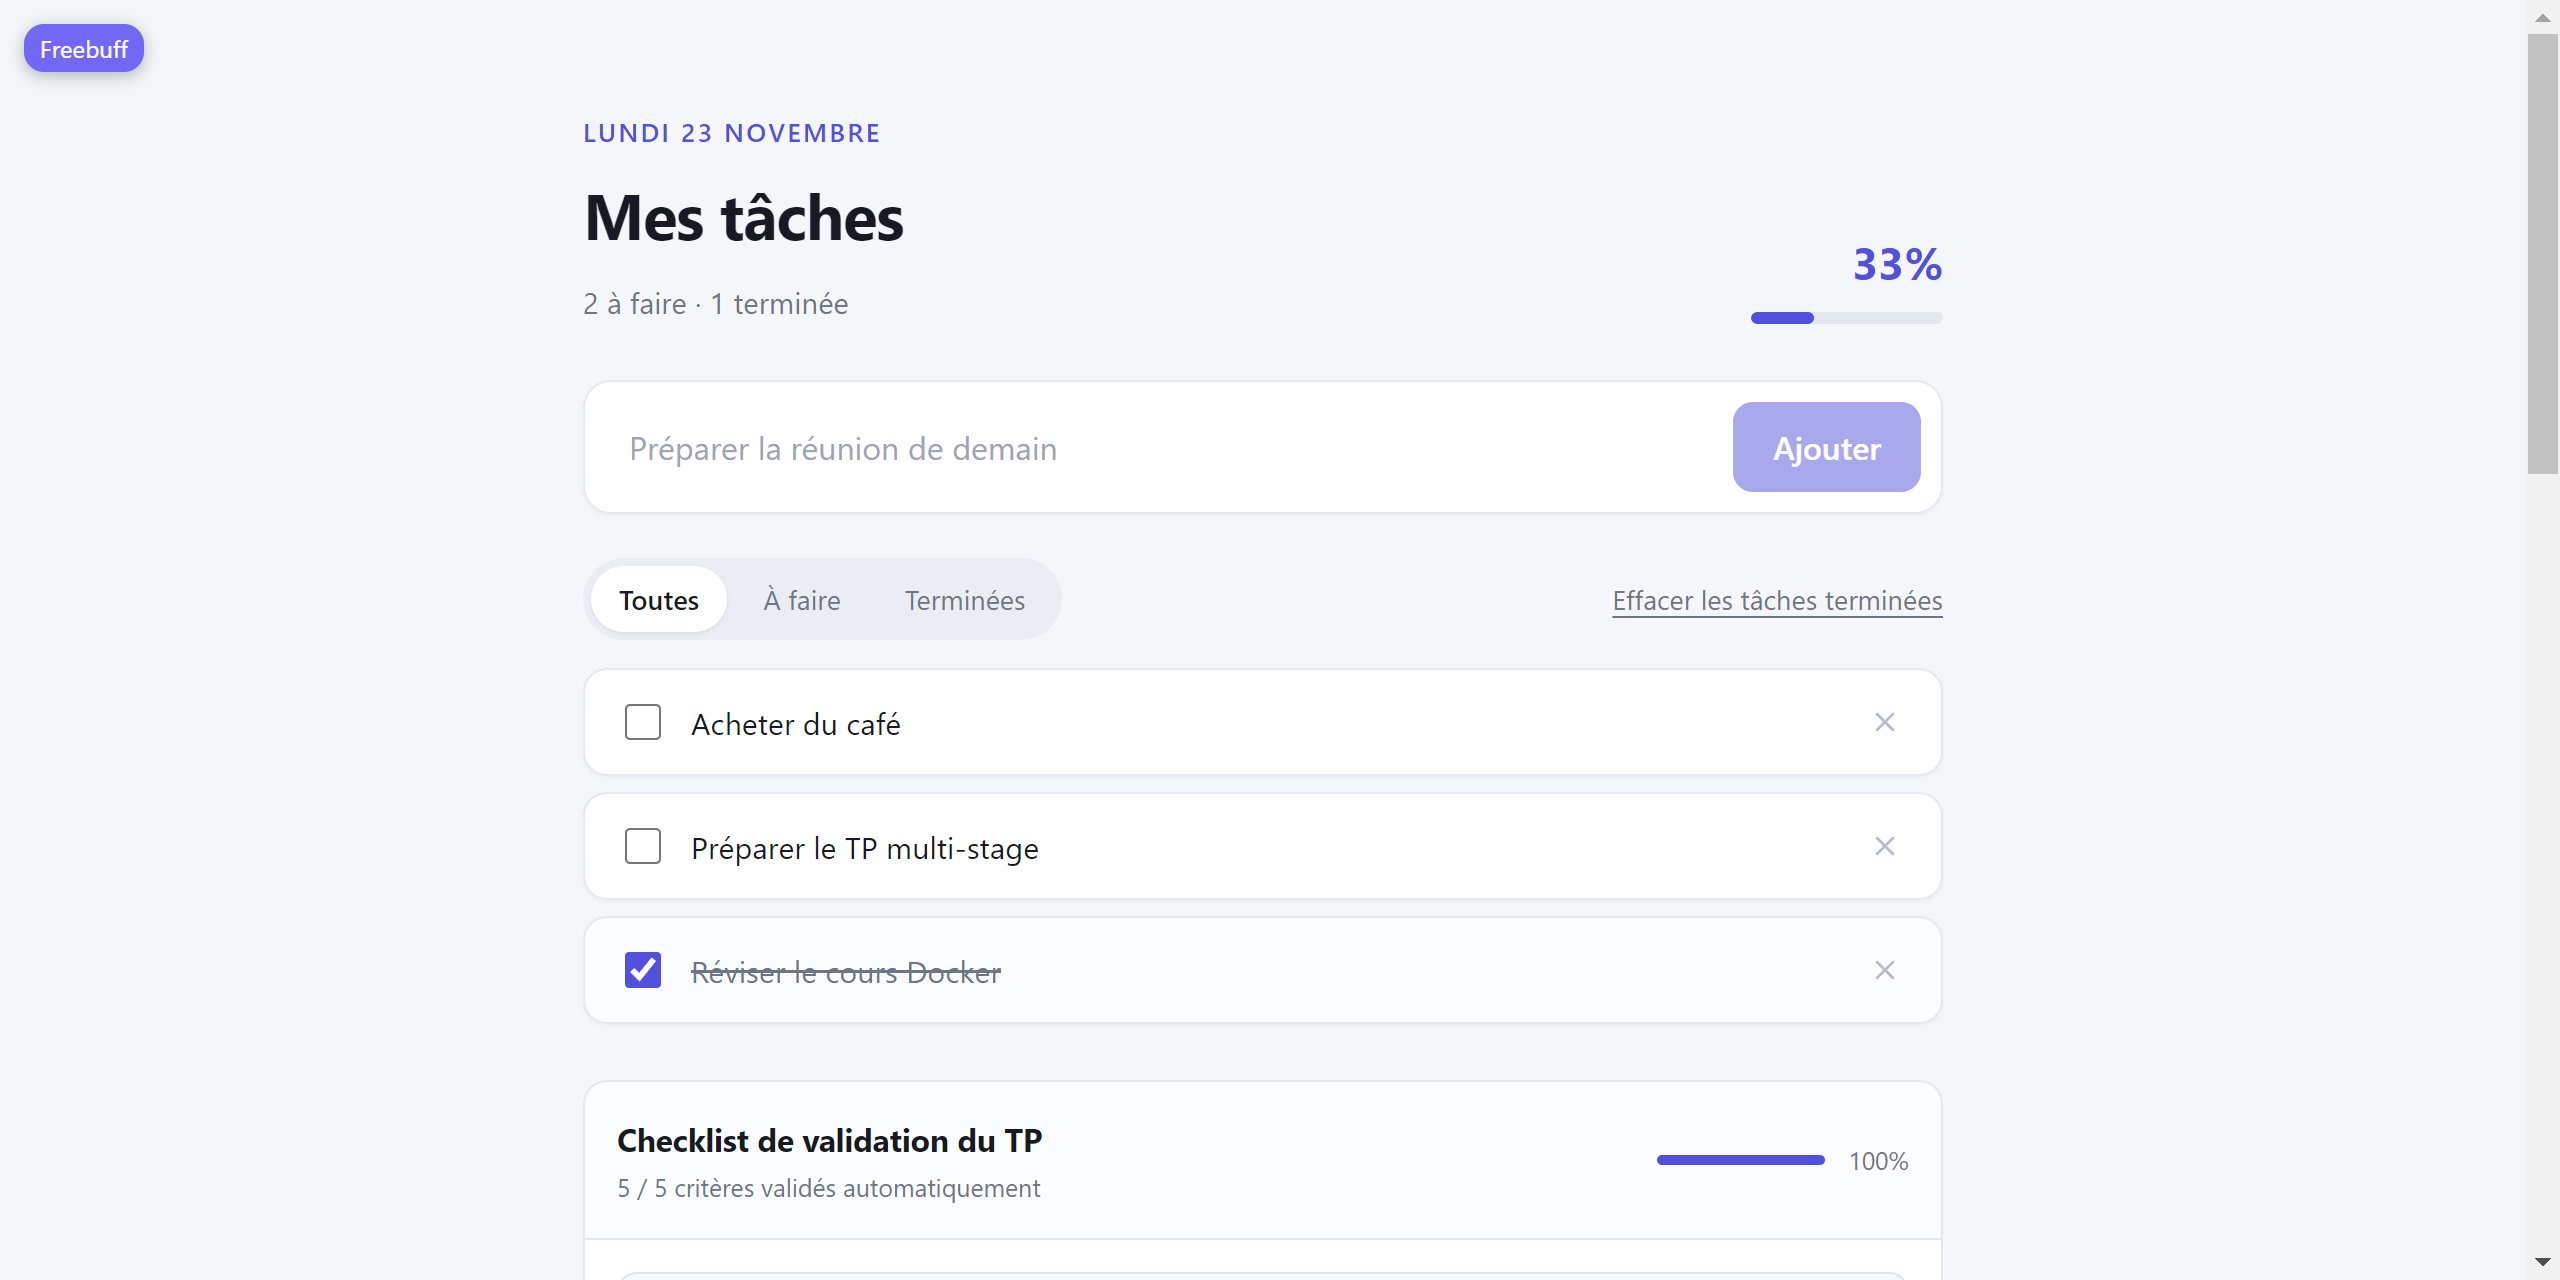 Freebuff
LUNDI 23 NOVEMBRE
Mes tâches
33%
2 à faire · 1 terminée
Préparer la réunion de demain
Ajouter
Toutes À faire Terminées Effacer les tâches terminées
Acheter du café
Préparer le TP multi-stage
Réviser le cours Docker
Checklist de validation du TP
100%
5 / 5 critères validés automatiquement